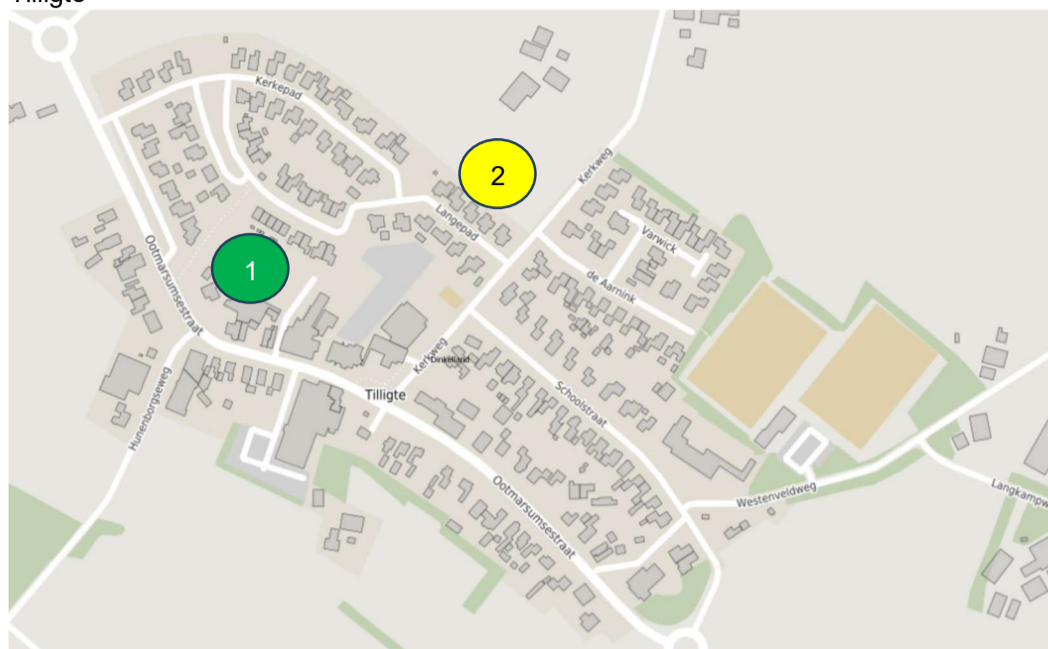 Tilligte
Kerkepad
2
Kerkweg
Langepad
Varwick
Ootmarsumsestraat
1
de Aarnink
Kerkweg
Dinkelland
Tilligte
Hunenborgseweg
Schoolstraat
Ootmarsumsestraat
Westenveldweg
Langkampw